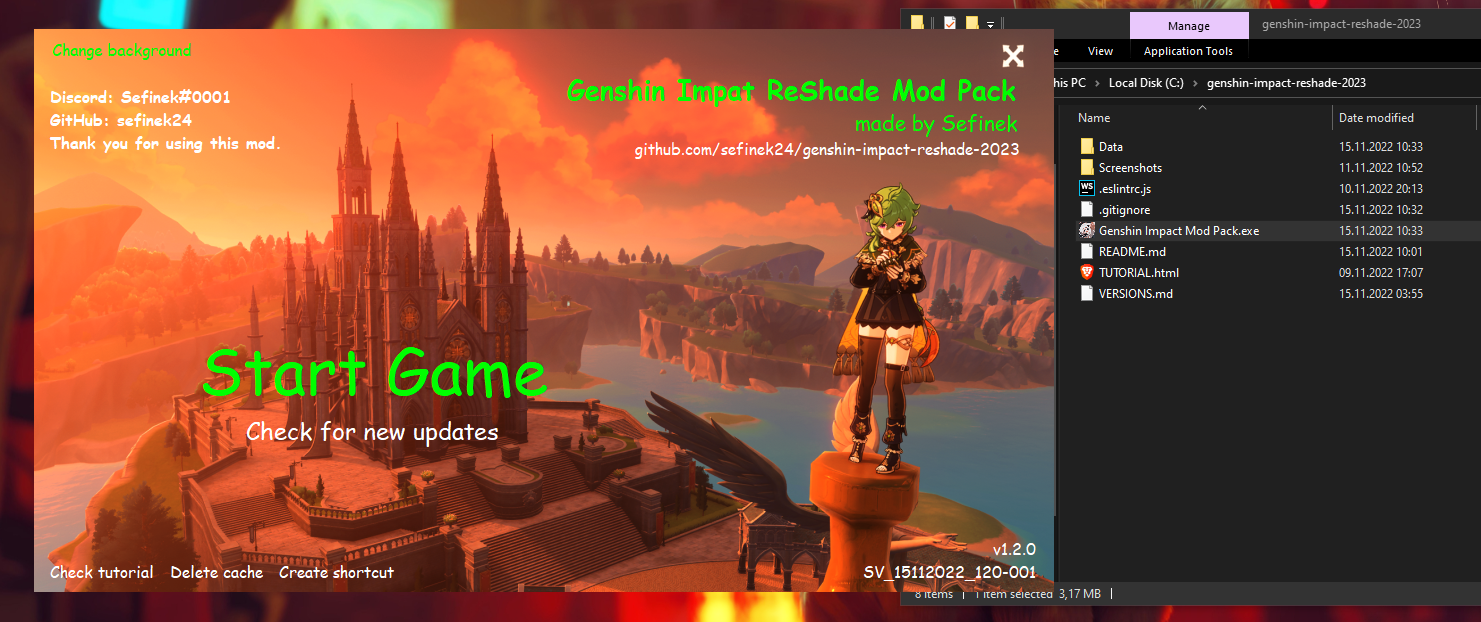 Change background
Discord: Sefinek#0001
GitHub: sefinek24
Thank you for using this mod.
Genshin Impat ReShade Mod Pack
made by Sefinek
github.com/sefinek24/genshin-impact-reshade-2023
Start Game
Check for new updates
Check tutorial Delete cache Create shortcut
v1.2.0
SV_15112022_120-001
Manage genshin-impact-reshade-2023
View Application Tools
PC › Local Disk (C:) › genshin-impact-reshade-2023
Name Date modified
Data 15.11.2022 10:33
Screenshots 11.11.2022 10:52
WS .eslintrc.js 10.11.2022 20:13
.gitignore 15.11.2022 10:32
Genshin Impact Mod Pack.exe 15.11.2022 10:33
README.md 15.11.2022 10:01
TUTORIAL.html 09.11.2022 17:07
VERSIONS.md 15.11.2022 03:55
8 items 1 item selected 3,17 MB